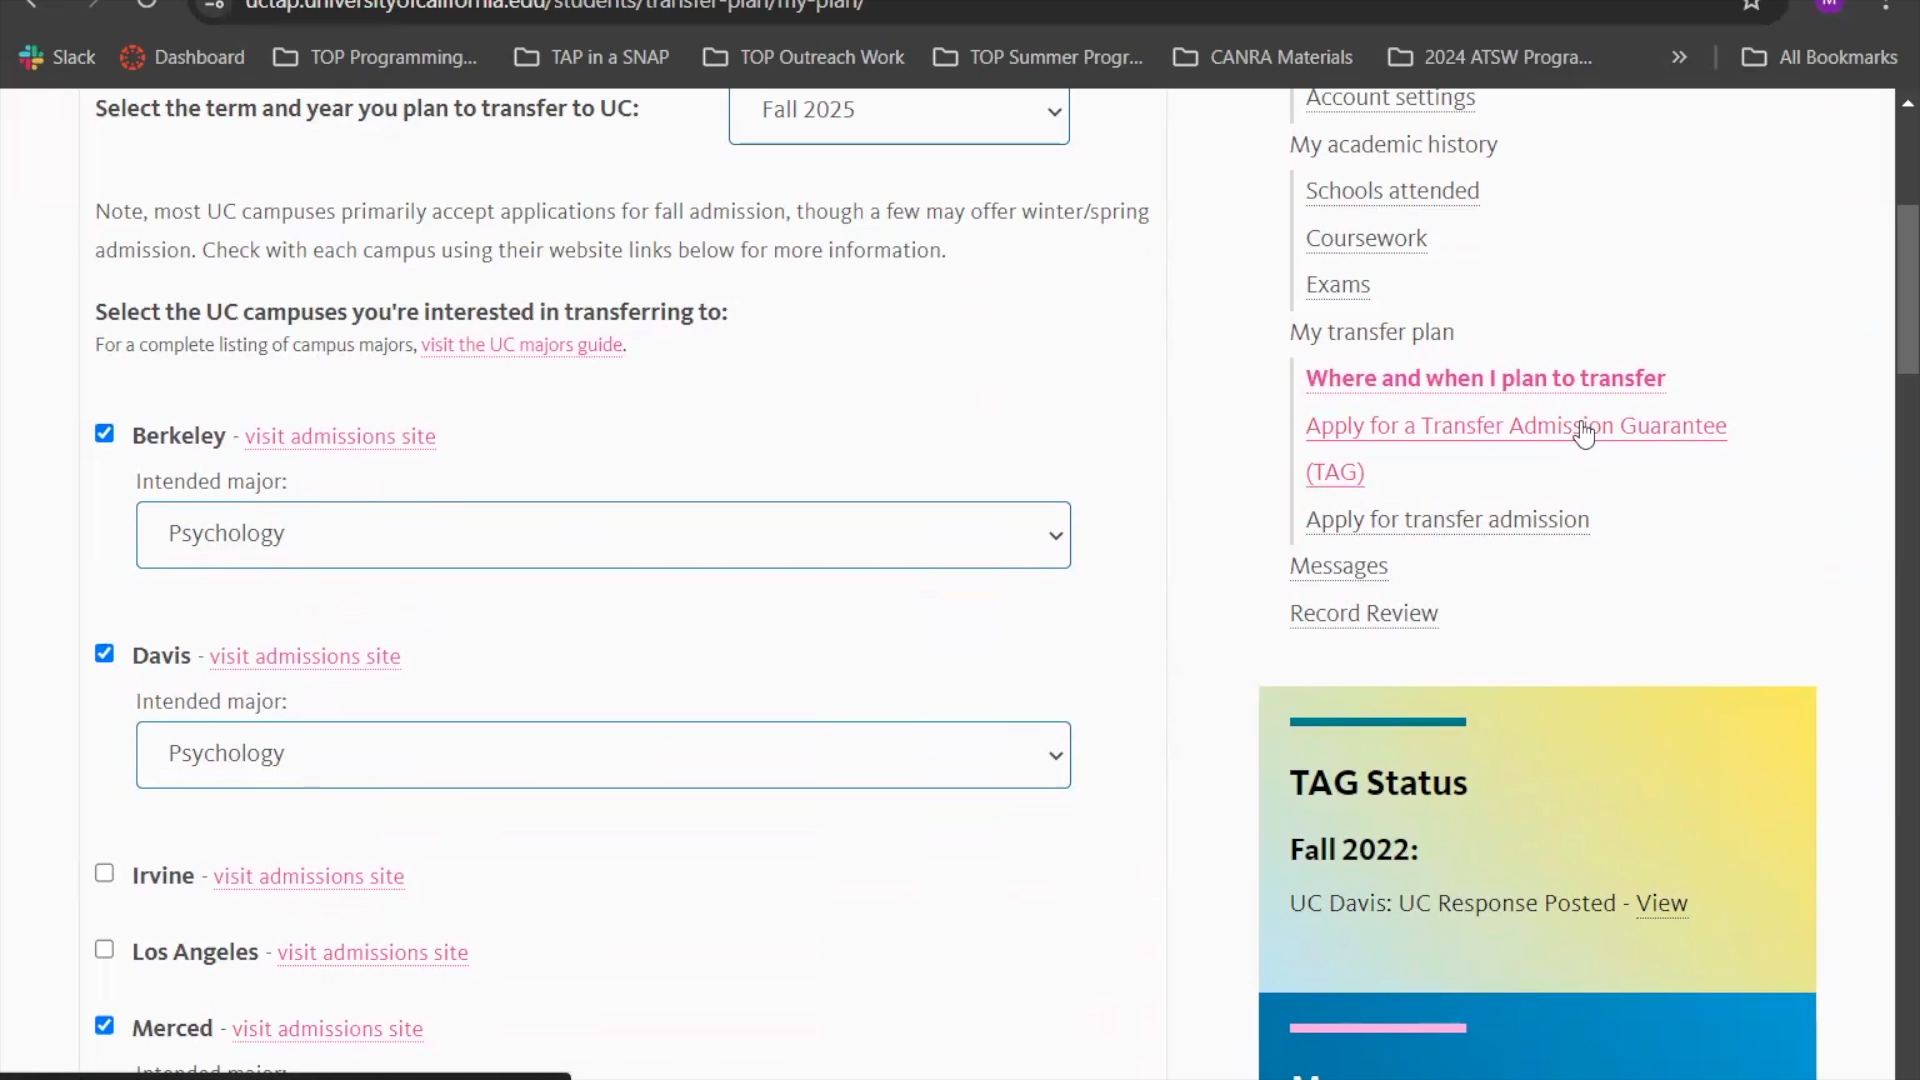 uctap.universityofcalifornia.edu/students/transfer-plan/my-plan/
M
Slack
Dashboard
TOP Programming...
TAP in a SNAP
TOP Outreach Work
TOP Summer Progr...
CANRA Materials
2024 ATSW Progra...
All Bookmarks
Select the term and year you plan to transfer to UC:
Fall 2025
Note, most UC campuses primarily accept applications for fall admission, though a few may offer winter/spring
admission. Check with each campus using their website links below for more information.
Select the UC campuses you're interested in transferring to:
For a complete listing of campus majors, visit the UC majors guide.
Berkeley - visit admissions site
Intended major:
Psychology
Davis - visit admissions site
Intended major:
Psychology
Irvine - visit admissions site
Los Angeles - visit admissions site
Merced - visit admissions site
Intended major:
Account settings
My academic history
Schools attended
Coursework
Exams
My transfer plan
Where and when I plan to transfer
Apply for a Transfer Admission Guarantee
(TAG)
Apply for transfer admission
Messages
Record Review
TAG Status
Fall 2022:
UC Davis: UC Response Posted - View